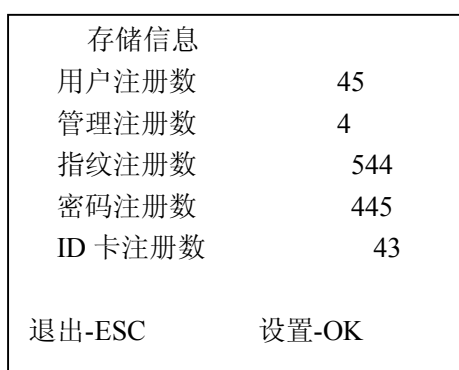 存储信息
用户注册数 45
管理注册数 4
指纹注册数 544
密码注册数 445
ID 卡注册数 43
退出-ESC 设置-OK